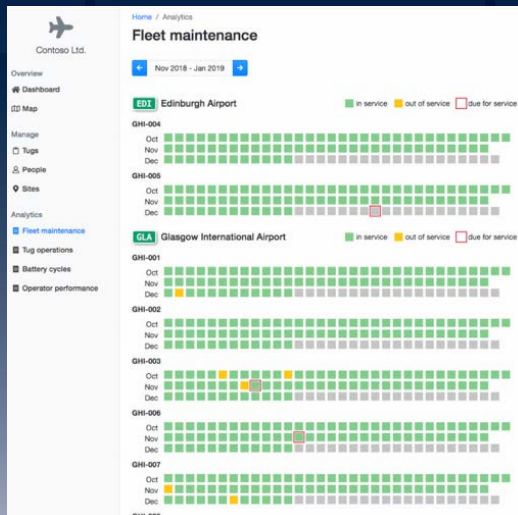 Contoso Ltd.
Overview
Dashboard
Map
Manage
Tugs
People
Sites
Analytics
Fleet maintenance
Tug operations
Battery cycles
Operator performance
Home / Analytics
Fleet maintenance
← Nov 2018 - Jan 2019 →
EDI Edinburgh Airport in service out of service due for service
GHI-004
Oct
Nov
Dec
GHI-005
Oct
Nov
Dec
GLA Glasgow International Airport in service out of service due for service
GHI-001
Oct
Nov
Dec
GHI-002
Oct
Nov
Dec
GHI-003
Oct
Nov
Dec
GHI-006
Oct
Nov
Dec
GHI-007
Oct
Nov
Dec